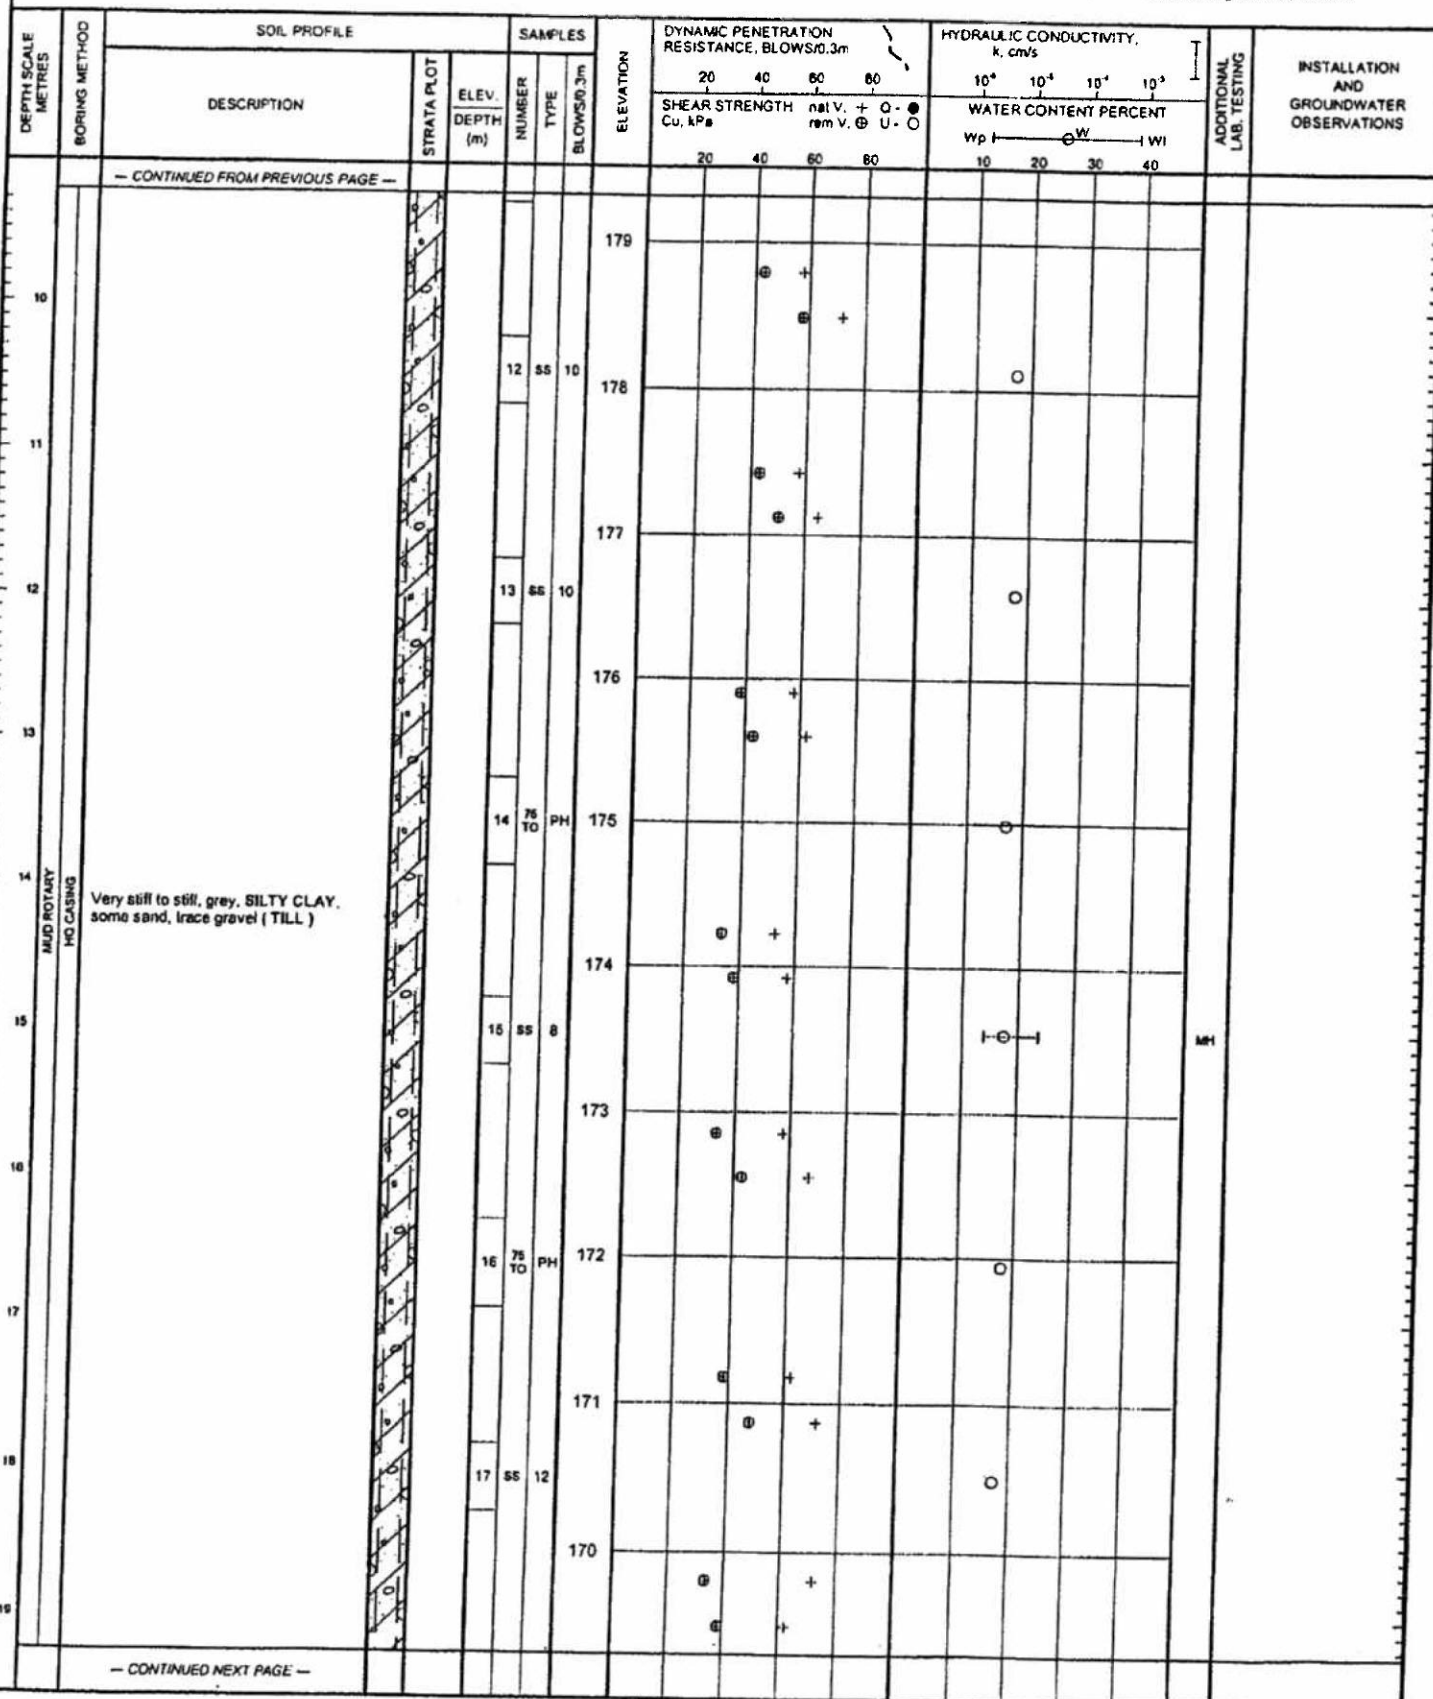 DEPTH SCALE
METRES
BORING METHOD
SOIL PROFILE
DESCRIPTION
STRATA PLOT
ELEV.
DEPTH
(m)
SAMPLES
NUMBER
TYPE
BLOWS/0.3m
ELEVATION
DYNAMIC PENETRATION
RESISTANCE, BLOWS/0.3m
20 40 60 80
SHEAR STRENGTH nat V. + Q - ●
Cu, kPa rem V. ⊕ U - O
20 40 60 80
HYDRAULIC CONDUCTIVITY,
k, cm/s
WATER CONTENT PERCENT
Wp W Wl
10 20 30 40
ADDITIONAL
LAB. TESTING
INSTALLATION
AND
GROUNDWATER
OBSERVATIONS
— CONTINUED FROM PREVIOUS PAGE —
179
10
12 SS 10
178
11
177
12
13 SS 10
176
13
14 75 TO PH
175
14
MUD ROTARY
HQ CASING
Very stiff to stiff, grey, SILTY CLAY,
some sand, trace gravel ( TILL )
174
15
15 SS 8
MH
173
16
16 75 TO PH
172
17
171
18
17 SS 12
170
19
— CONTINUED NEXT PAGE —